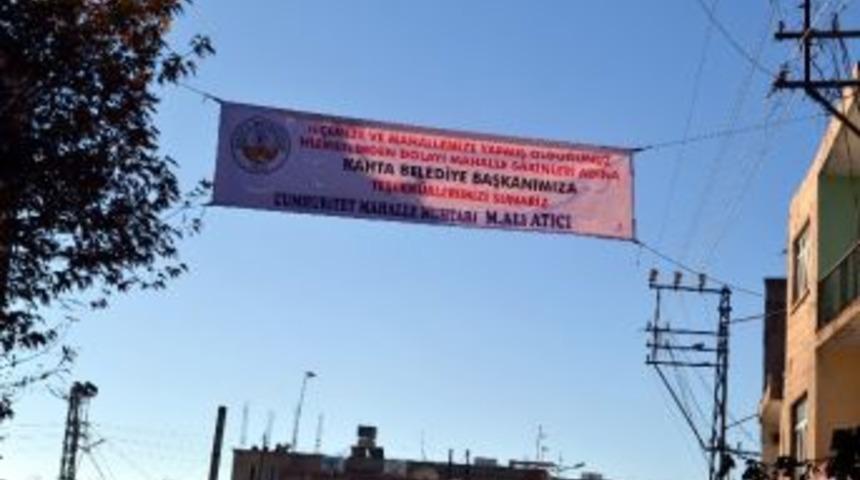 İLÇEMİZE VE MAHALLEMİZE YAPMIŞ OLDUĞUNUZ
HİZMETLERDEN DOLAYI MAHALLE SAKİNLERİ ADINA
KAHTA BELEDİYE BAŞKANIMIZA
TEŞEKKÜRLERİMİZİ SUNARIZ
CUMHURİYET MAHALLE MUHTARI M.ALİ ATICI